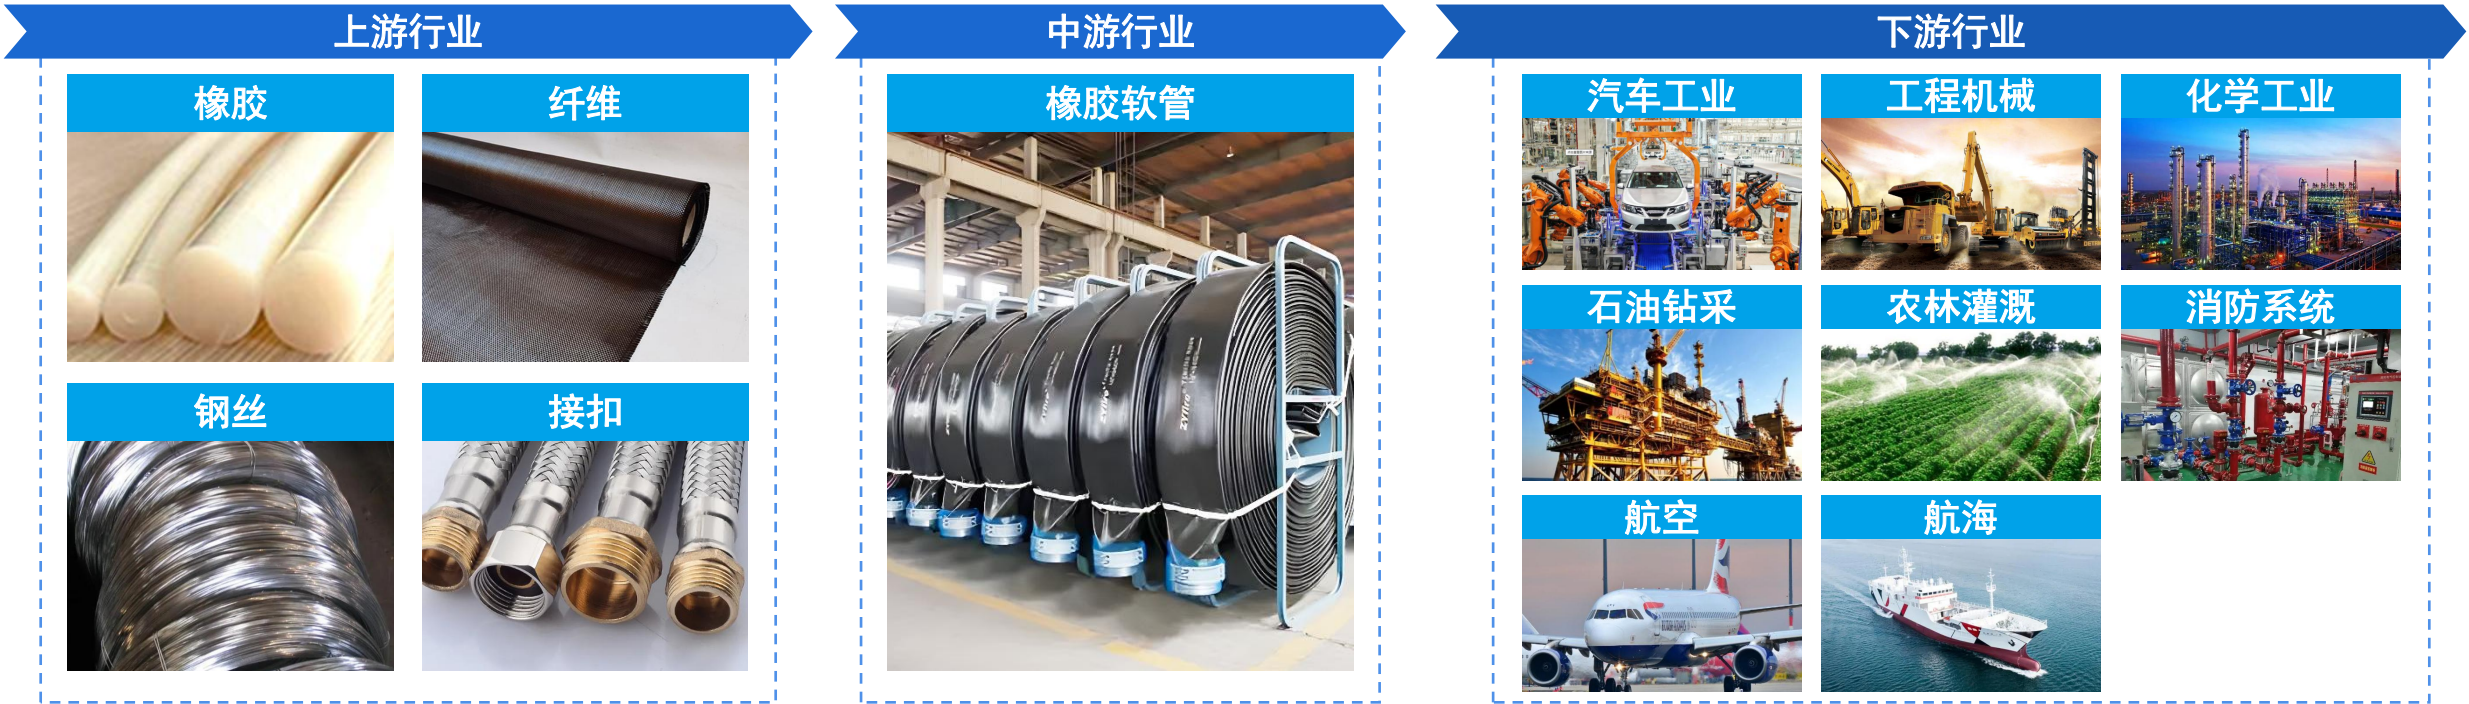 上游行业
中游行业
下游行业
橡胶
纤维
钢丝
接扣
橡胶软管
汽车工业
工程机械
化学工业
石油钻采
农林灌溉
消防系统
航空
航海